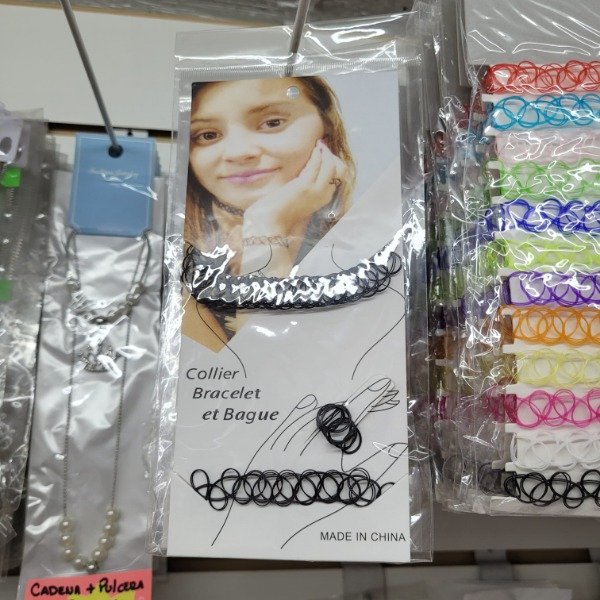 Collier
Bracelet
et Bague
MADE IN CHINA
CADENA + PULCERA